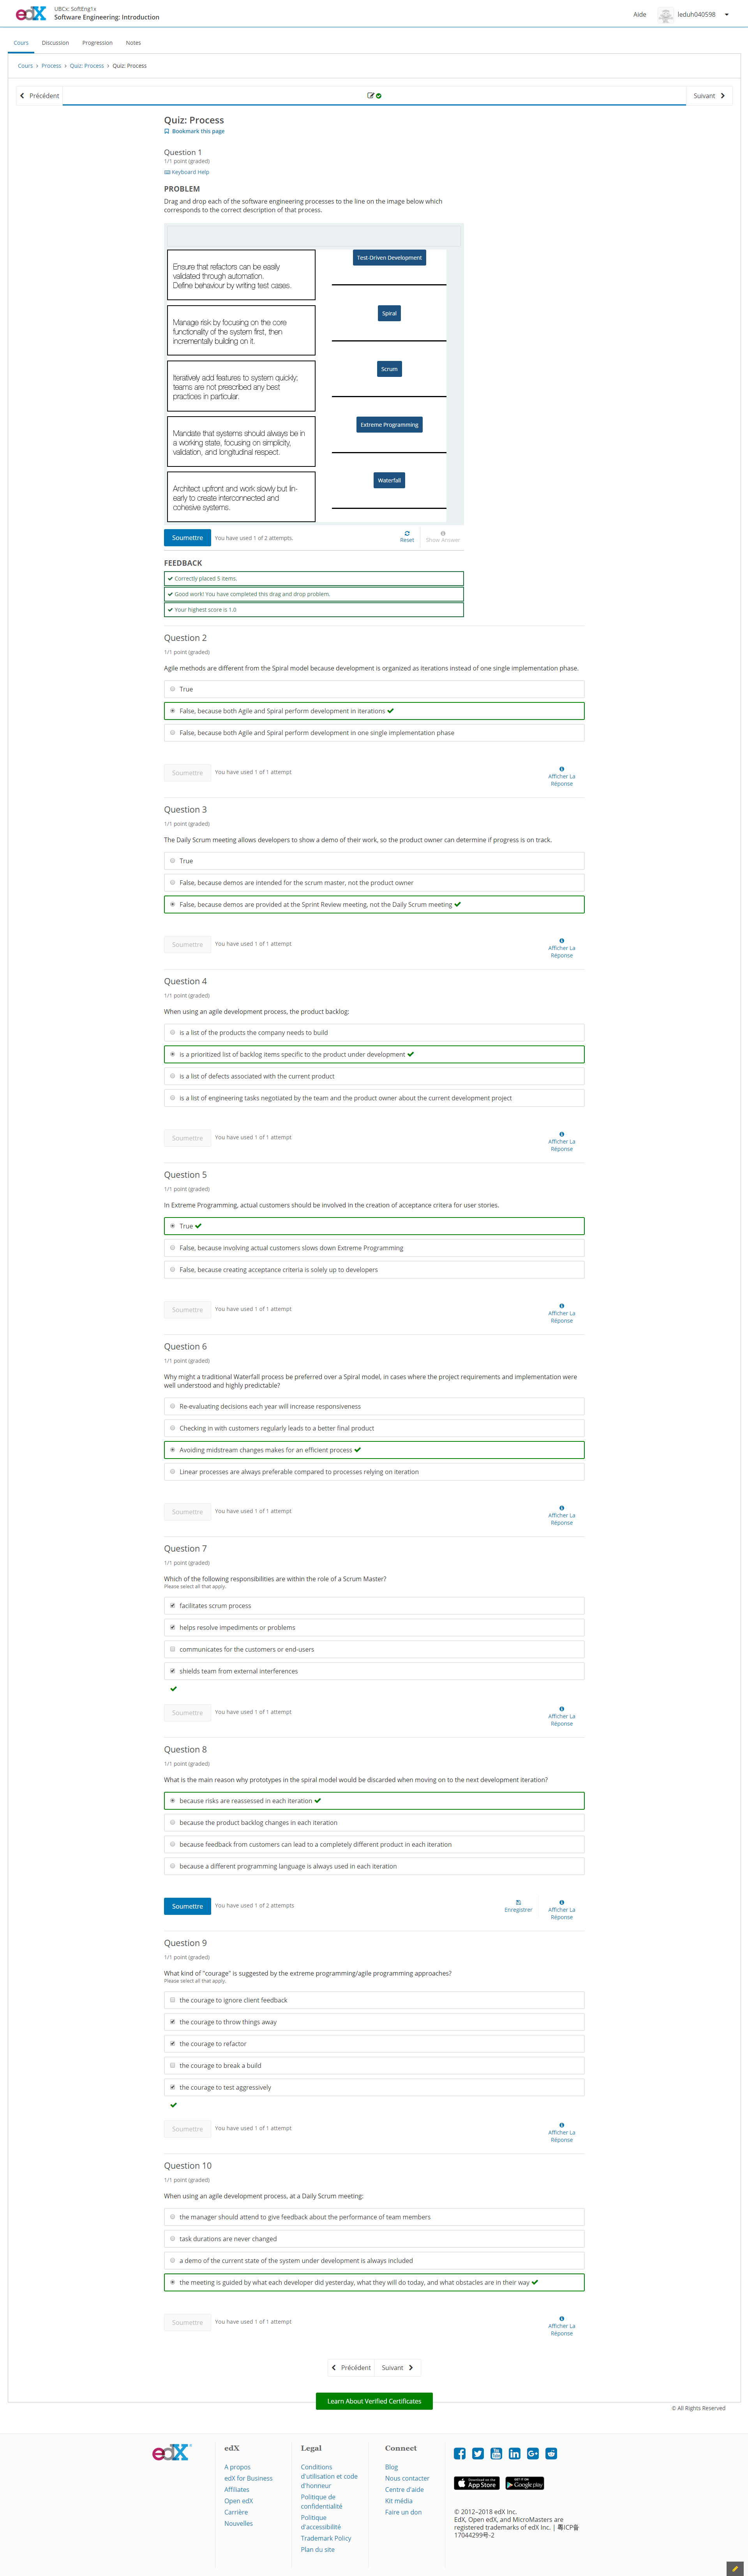 edX
UBCx: SoftEng1x
Software Engineering: Introduction
Aide
leduh040598
Cours
Discussion
Progression
Notes
Cours > Process > Quiz: Process > Quiz: Process
Précédent
Suivant
Quiz: Process
Bookmark this page
Question 1
1/1 point (graded)
Keyboard Help
PROBLEM
Drag and drop each of the software engineering processes to the line on the image below which
corresponds to the correct description of that process.
Ensure that refactors can be easily
validated through automation.
Define behaviour by writing test cases.
Test-Driven Development
Manage risk by focusing on the core
functionality of the system first, then
incrementally building on it.
Spiral
Iteratively add features to system quickly;
teams are not prescribed any best
practices in particular.
Scrum
Mandate that systems should always be in
a working state, focusing on simplicity,
validation, and longitudinal respect.
Extreme Programming
Architect upfront and work slowly but lin-
early to create interconnected and
cohesive systems.
Waterfall
Soumettre
You have used 1 of 2 attempts.
Reset
Show Answer
FEEDBACK
Correctly placed 5 items.
Good work! You have completed this drag and drop problem.
Your highest score is 1.0
Question 2
1/1 point (graded)
Agile methods are different from the Spiral model because development is organized as iterations instead of one single implementation phase.
True
False, because both Agile and Spiral perform development in iterations
False, because both Agile and Spiral perform development in one single implementation phase
Soumettre
You have used 1 of 1 attempt
Afficher La
Réponse
Question 3
1/1 point (graded)
The Daily Scrum meeting allows developers to show a demo of their work, so the product owner can determine if progress is on track.
True
False, because demos are intended for the scrum master, not the product owner
False, because demos are provided at the Sprint Review meeting, not the Daily Scrum meeting
Soumettre
You have used 1 of 1 attempt
Afficher La
Réponse
Question 4
1/1 point (graded)
When using an agile development process, the product backlog:
is a list of the products the company needs to build
is a prioritized list of backlog items specific to the product under development
is a list of defects associated with the current product
is a list of engineering tasks negotiated by the team and the product owner about the current development project
Soumettre
You have used 1 of 1 attempt
Afficher La
Réponse
Question 5
1/1 point (graded)
In Extreme Programming, actual customers should be involved in the creation of acceptance critera for user stories.
True
False, because involving actual customers slows down Extreme Programming
False, because creating acceptance criteria is solely up to developers
Soumettre
You have used 1 of 1 attempt
Afficher La
Réponse
Question 6
1/1 point (graded)
Why might a traditional Waterfall process be preferred over a Spiral model, in cases where the project requirements and implementation were
well understood and highly predictable?
Re-evaluating decisions each year will increase responsiveness
Checking in with customers regularly leads to a better final product
Avoiding midstream changes makes for an efficient process
Linear processes are always preferable compared to processes relying on iteration
Soumettre
You have used 1 of 1 attempt
Afficher La
Réponse
Question 7
1/1 point (graded)
Which of the following responsibilities are within the role of a Scrum Master?
Please select all that apply.
facilitates scrum process
helps resolve impediments or problems
communicates for the customers or end-users
shields team from external interferences
Soumettre
You have used 1 of 1 attempt
Afficher La
Réponse
Question 8
1/1 point (graded)
What is the main reason why prototypes in the spiral model would be discarded when moving on to the next development iteration?
because risks are reassessed in each iteration
because the product backlog changes in each iteration
because feedback from customers can lead to a completely different product in each iteration
because a different programming language is always used in each iteration
Soumettre
You have used 1 of 2 attempts
Enregistrer
Afficher La
Réponse
Question 9
1/1 point (graded)
What kind of "courage" is suggested by the extreme programming/agile programming approaches?
Please select all that apply.
the courage to ignore client feedback
the courage to throw things away
the courage to refactor
the courage to break a build
the courage to test aggressively
Soumettre
You have used 1 of 1 attempt
Afficher La
Réponse
Question 10
1/1 point (graded)
When using an agile development process, at a Daily Scrum meeting:
the manager should attend to give feedback about the performance of team members
task durations are never changed
a demo of the current state of the system under development is always included
the meeting is guided by what each developer did yesterday, what they will do today, and what obstacles are in their way
Soumettre
You have used 1 of 1 attempt
Afficher La
Réponse
Précédent
Suivant
Learn About Verified Certificates
© All Rights Reserved
edX
edX
A propos
edX for Business
Affiliates
Open edX
Carrière
Nouvelles
Legal
Conditions
d'utilisation et code
d'honneur
Politique de
confidentialité
Politique
d'accessibilité
Trademark Policy
Plan du site
Connect
Blog
Nous contacter
Centre d'aide
Kit média
Faire un don
Download on the
App Store
GET IT ON
Google play
© 2012–2018 edX Inc.
EdX, Open edX, and MicroMasters are
registered trademarks of edX Inc. | 粤ICP备
17044299号-2